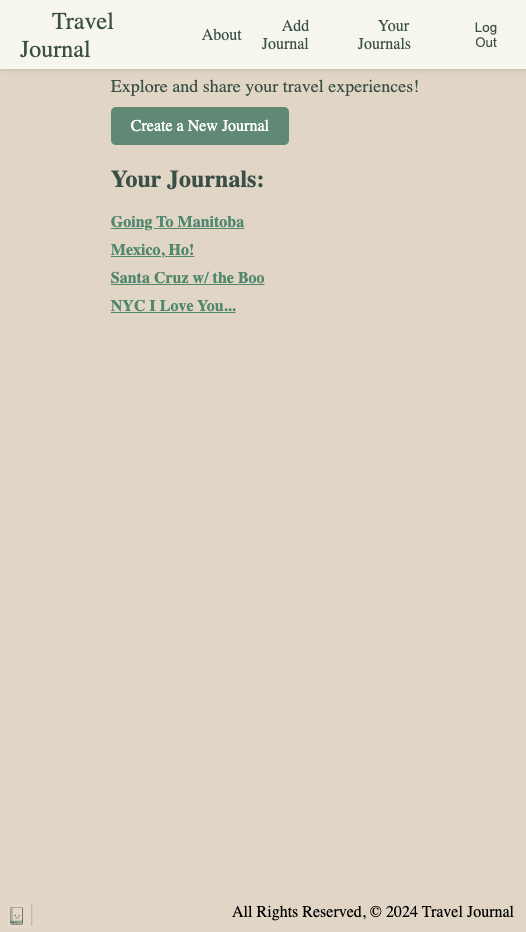 Travel
Journal
About
Add
Journal
Your
Journals
Log
Out
Explore and share your travel experiences!
Create a New Journal
Your Journals:
Going To Manitoba
Mexico, Ho!
Santa Cruz w/ the Boo
NYC I Love You...
All Rights Reserved, © 2024 Travel Journal